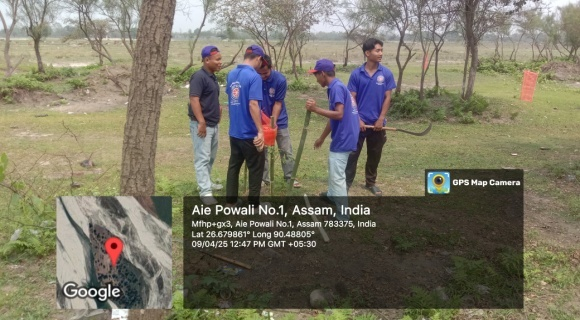 GPS Map Camera
Aie Powali No.1, Assam, India
Mfhp+gx3, Aie Powali No.1, Assam 783375, India
Lat 26.679861° Long 90.48805°
09/04/25 12:47 PM GMT +05:30
Google